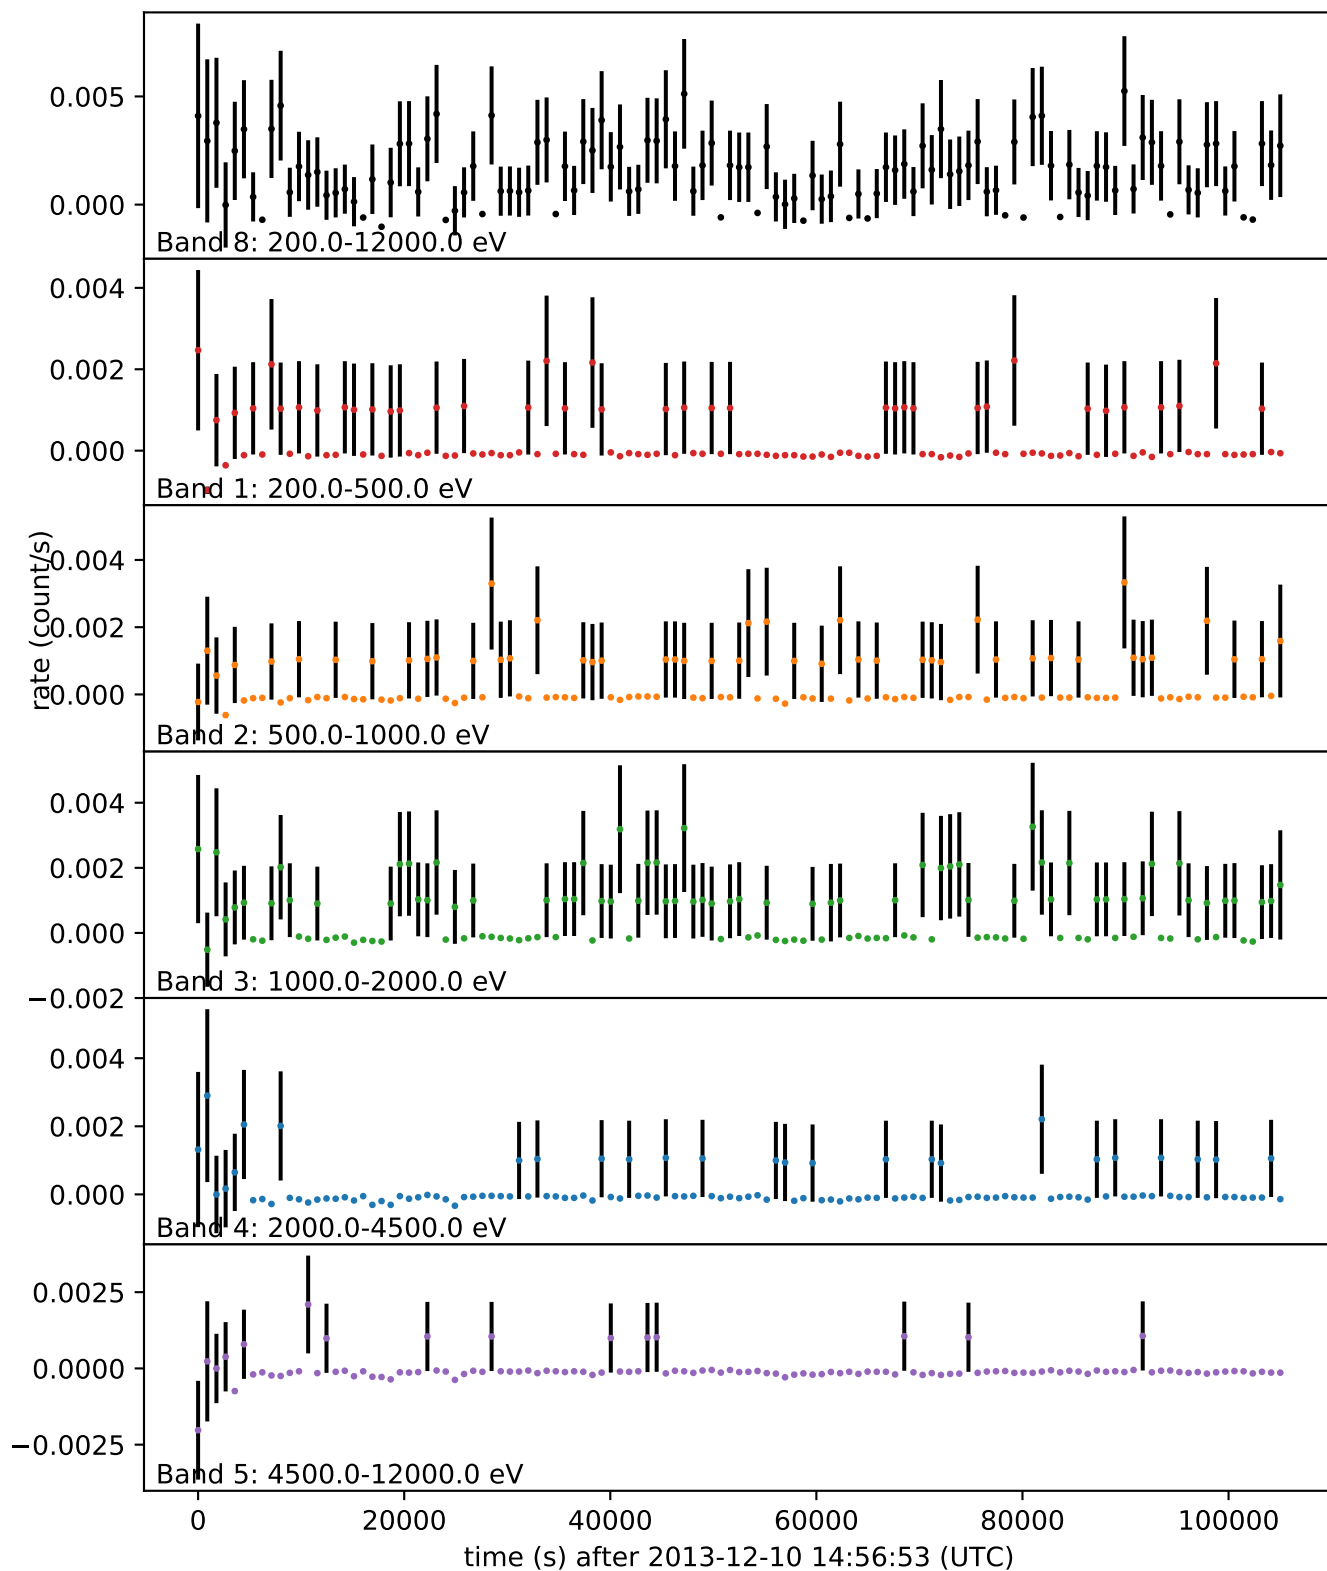 0.005
0.000
Band 8: 200.0-12000.0 eV
0.004
0.002
0.000
Band 1: 200.0-500.0 eV
rate (count/s)
0.004
0.002
0.000
Band 2: 500.0-1000.0 eV
0.004
0.002
0.000
−0.002
Band 3: 1000.0-2000.0 eV
0.004
0.002
0.000
Band 4: 2000.0-4500.0 eV
0.0025
0.0000
−0.0025
Band 5: 4500.0-12000.0 eV
0 20000 40000 60000 80000 100000
time (s) after 2013-12-10 14:56:53 (UTC)